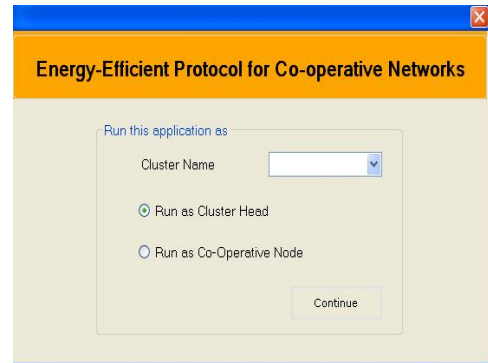 Energy-Efficient Protocol for Co-operative Networks
Run this application as
Cluster Name
Run as Cluster Head
Run as Co-Operative Node
Continue